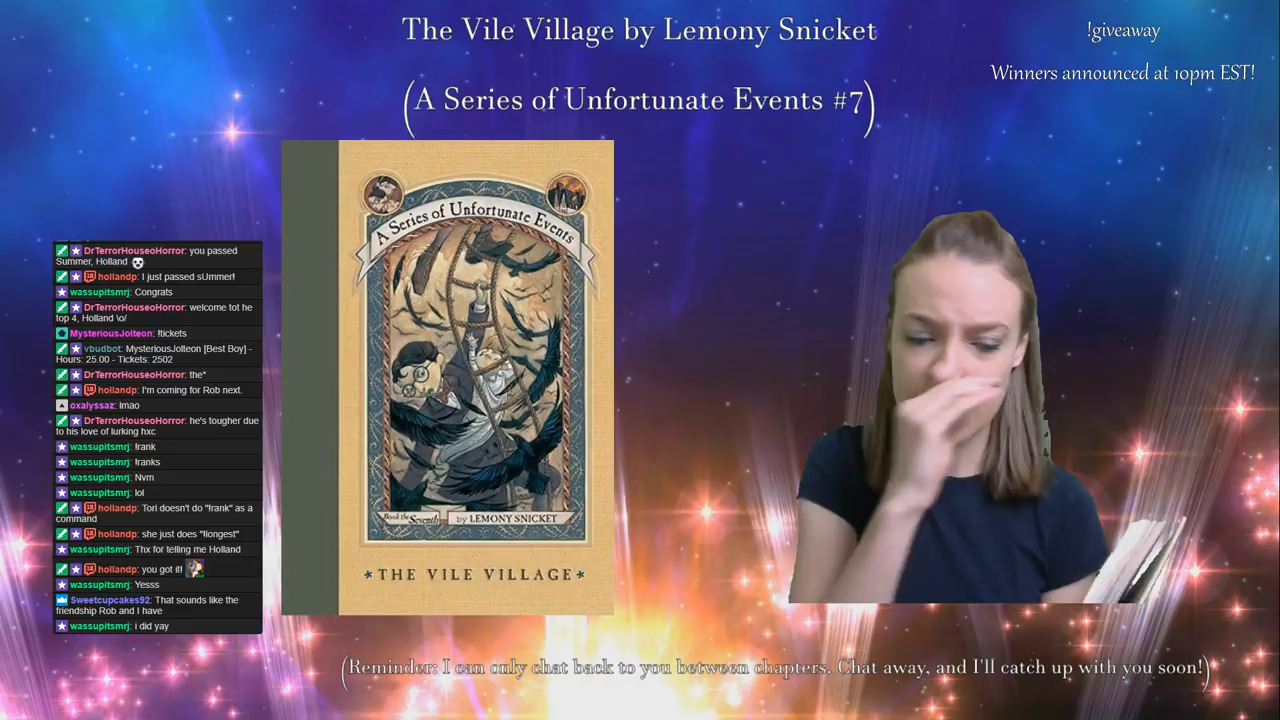 The Vile Village by Lemony Snicket
(A Series of Unfortunate Events #7)
!giveaway
Winners announced at 10pm EST!
DrTerrorHouseoHorror: you passed
Summer, Holland
hollandp: I just passed sUmmer!
wassupitsmrj: Congrats
DrTerrorHouseoHorror: welcome tot he
top 4, Holland \o/
MysteriousJolteon: !tickets
vbudbot: MysteriousJolteon [Best Boy] -
Hours: 25.00 - Tickets: 2502
DrTerrorHouseoHorror: the*
hollandp: I'm coming for Rob next.
oxalyssaz: lmao
DrTerrorHouseoHorror: he's tougher due
to his love of lurking hxc
wassupitsmrj: !rank
wassupitsmrj: !ranks
wassupitsmrj: Nvm
wassupitsmrj: lol
hollandp: Tori doesn't do "!rank" as a
command
hollandp: she just does "!longest"
wassupitsmrj: Thx for telling me Holland
hollandp: you got it!
wassupitsmrj: Yesss
Sweetcupcakes92: That sounds like the
friendship Rob and I have
wassupitsmrj: i did yay
A Series of Unfortunate Events
Book the Seventh
by LEMONY SNICKET
*THE VILE VILLAGE*
(Reminder: I can only chat back to you between chapters. Chat away, and I'll catch up with you soon!)